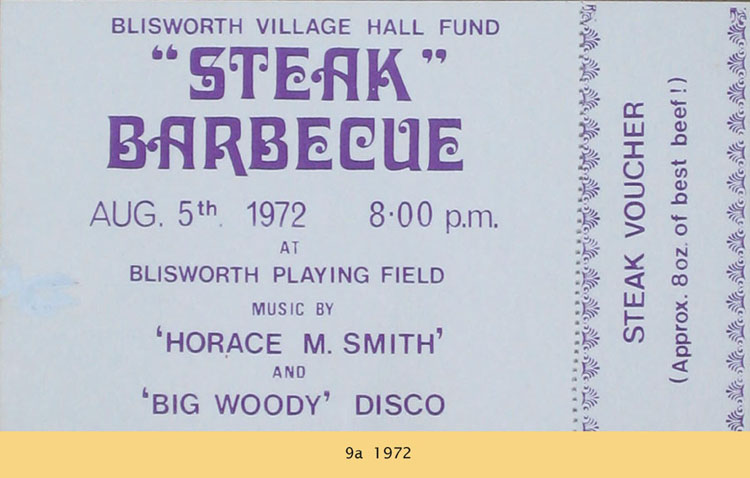 BLISWORTH VILLAGE HALL FUND
“STEAK”
BARBECUE
AUG. 5th. 1972 8·00 p.m.
AT
BLISWORTH PLAYING FIELD
MUSIC BY
‘HORACE M. SMITH’
AND
‘BIG WOODY’ DISCO
STEAK VOUCHER
(Approx. 8oz. of best beef!)
9a 1972